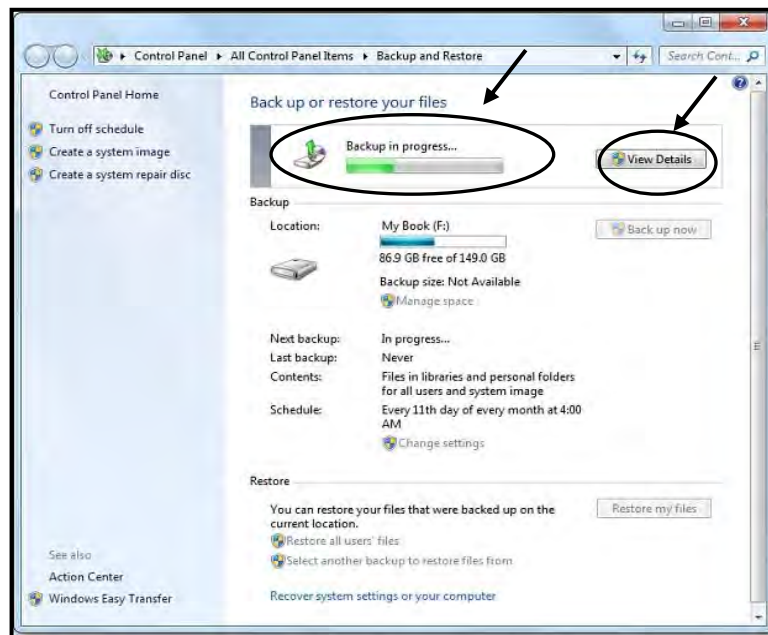 Control Panel ▸ All Control Panel Items ▸ Backup and Restore
Search Cont...
Control Panel Home
Turn off schedule
Create a system image
Create a system repair disc
See also
Action Center
Windows Easy Transfer
Back up or restore your files
Backup in progress...
View Details
Backup
Location:
My Book (F:)
Back up now
86.9 GB free of 149.0 GB
Backup size: Not Available
Manage space
Next backup: In progress...
Last backup: Never
Contents: Files in libraries and personal folders
for all users and system image
Schedule: Every 11th day of every month at 4:00
AM
Change settings
Restore
You can restore your files that were backed up on the
current location.
Restore my files
Restore all users' files
Select another backup to restore files from
Recover system settings or your computer